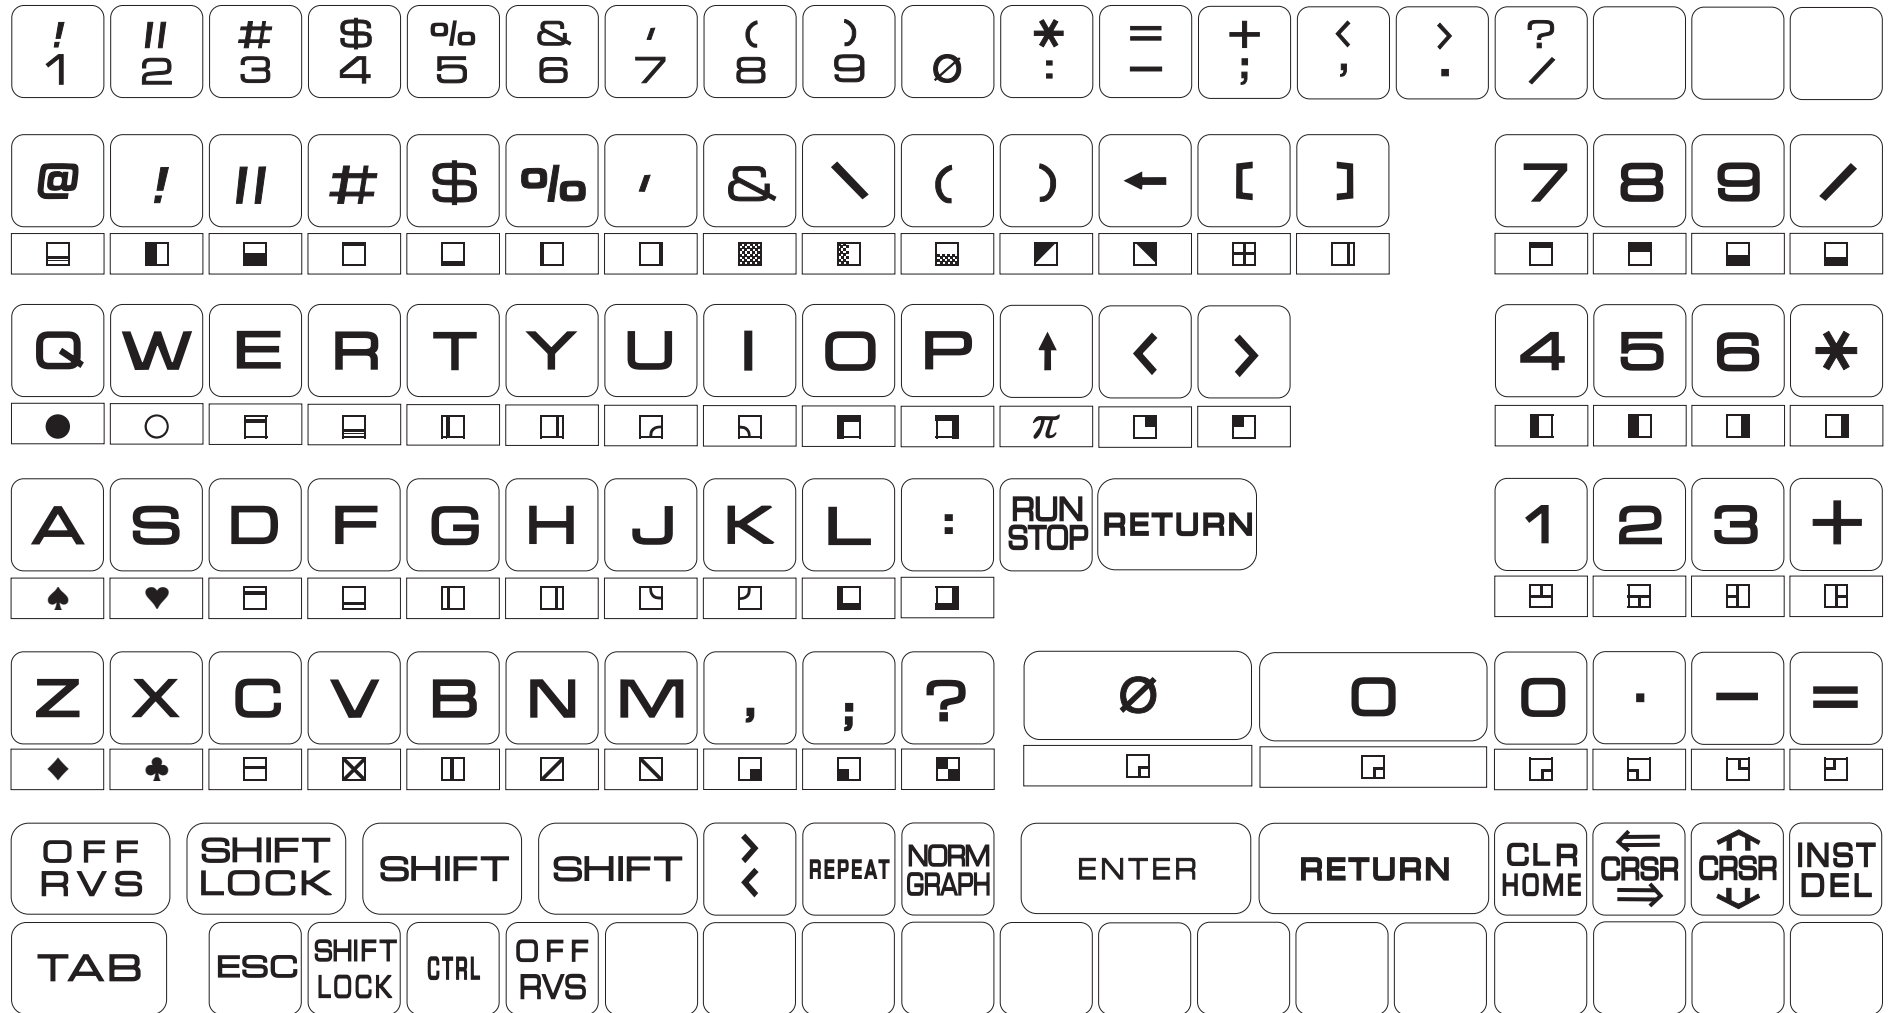 ! " # $ % & ' ( ) * = + < > ?
1 2 3 4 5 6 7 8 9 Ø : - ; , . /
@ ! " # $ % ' & \ ( ) ← [ ] 7 8 9 /
Q W E R T Y U I O P ↑ < > 4 5 6 *
● ○ π
A S D F G H J K L : RUN STOP RETURN 1 2 3 +
♠ ♥
Z X C V B N M , ; ? Ø 0 0 . - =
♦ ♣
OFF RVS SHIFT LOCK SHIFT SHIFT > < REPEAT NORM GRAPH ENTER RETURN CLR HOME ⇐ CRSR ⇒ ⇑ CRSR ⇓ INST DEL
TAB ESC SHIFT LOCK CTRL OFF RVS